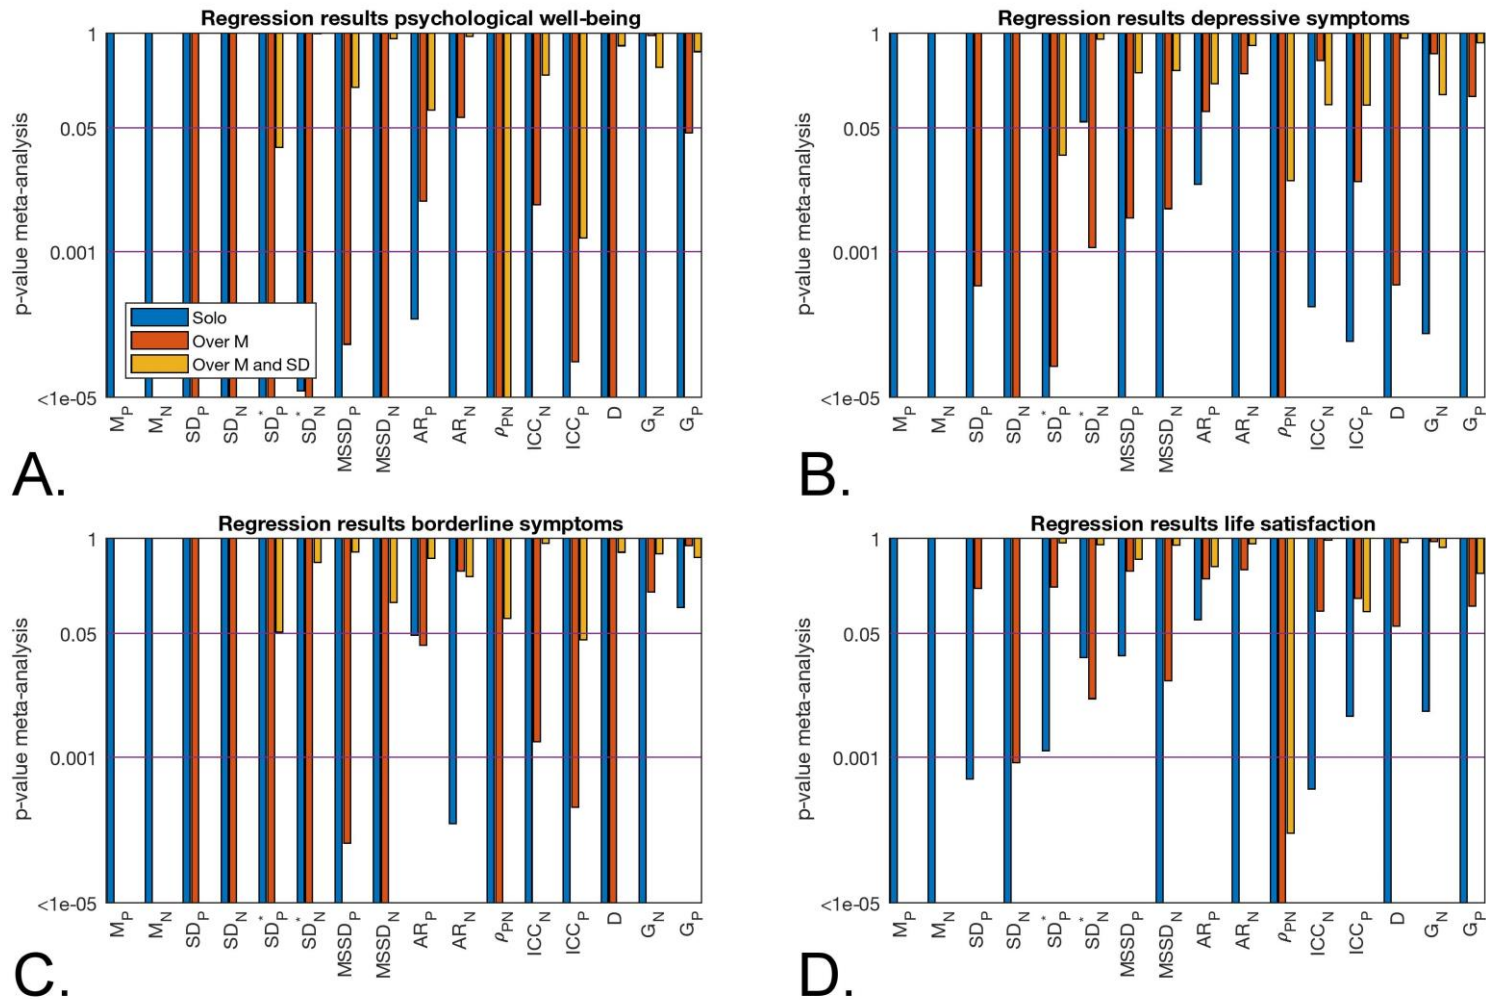 Regression results psychological well-being
p-value meta-analysis
1
0.05
0.001
<1e-05
Solo
Over M
Over M and SD
M_P
M_N
SD_P
SD_N
SD*_P
SD*_N
MSSD_P
MSSD_N
AR_P
AR_N
ρ_PN
ICC_N
ICC_P
D
G_N
G_P
A.
Regression results depressive symptoms
p-value meta-analysis
1
0.05
0.001
<1e-05
M_P
M_N
SD_P
SD_N
SD*_P
SD*_N
MSSD_P
MSSD_N
AR_P
AR_N
ρ_PN
ICC_N
ICC_P
D
G_N
G_P
B.
Regression results borderline symptoms
p-value meta-analysis
1
0.05
0.001
<1e-05
M_P
M_N
SD_P
SD_N
SD*_P
SD*_N
MSSD_P
MSSD_N
AR_P
AR_N
ρ_PN
ICC_N
ICC_P
D
G_N
G_P
C.
Regression results life satisfaction
p-value meta-analysis
1
0.05
0.001
<1e-05
M_P
M_N
SD_P
SD_N
SD*_P
SD*_N
MSSD_P
MSSD_N
AR_P
AR_N
ρ_PN
ICC_N
ICC_P
D
G_N
G_P
D.